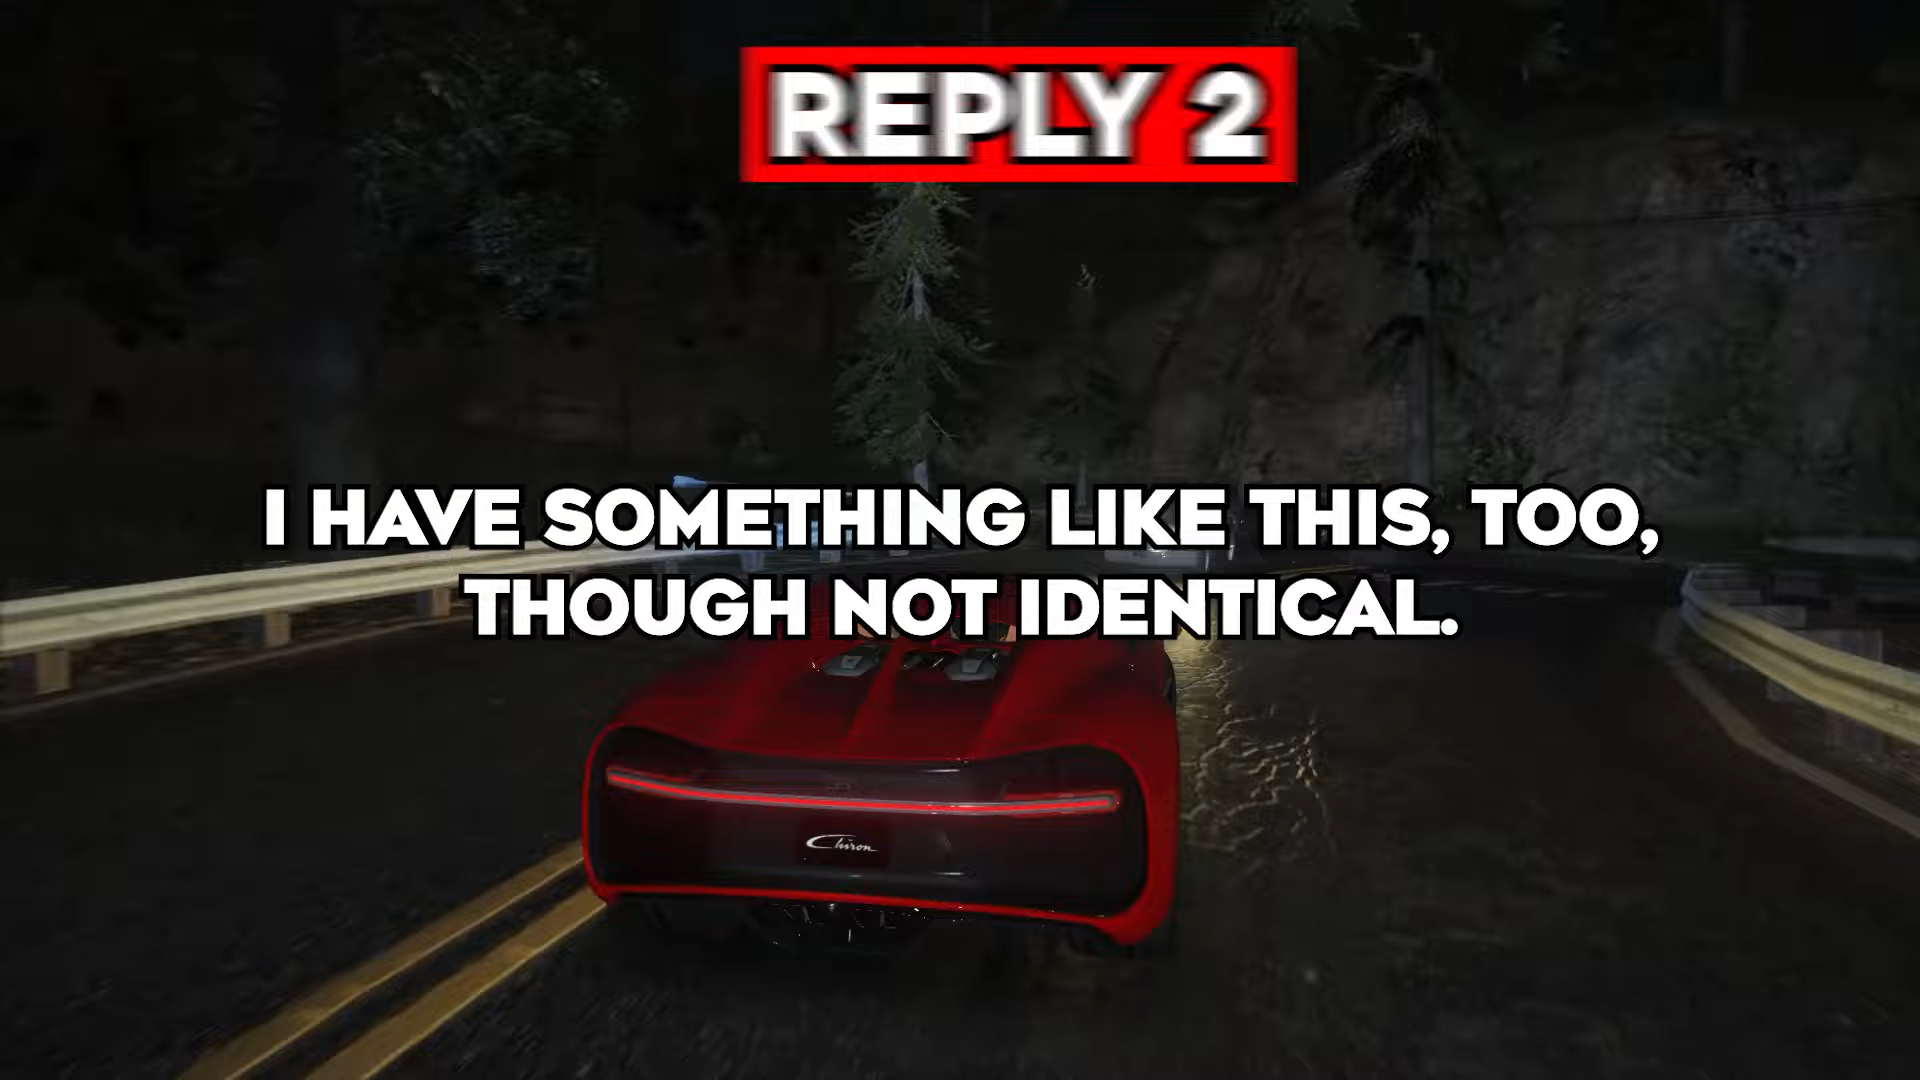 REPLY 2
I HAVE SOMETHING LIKE THIS, TOO,
THOUGH NOT IDENTICAL.
Chiron